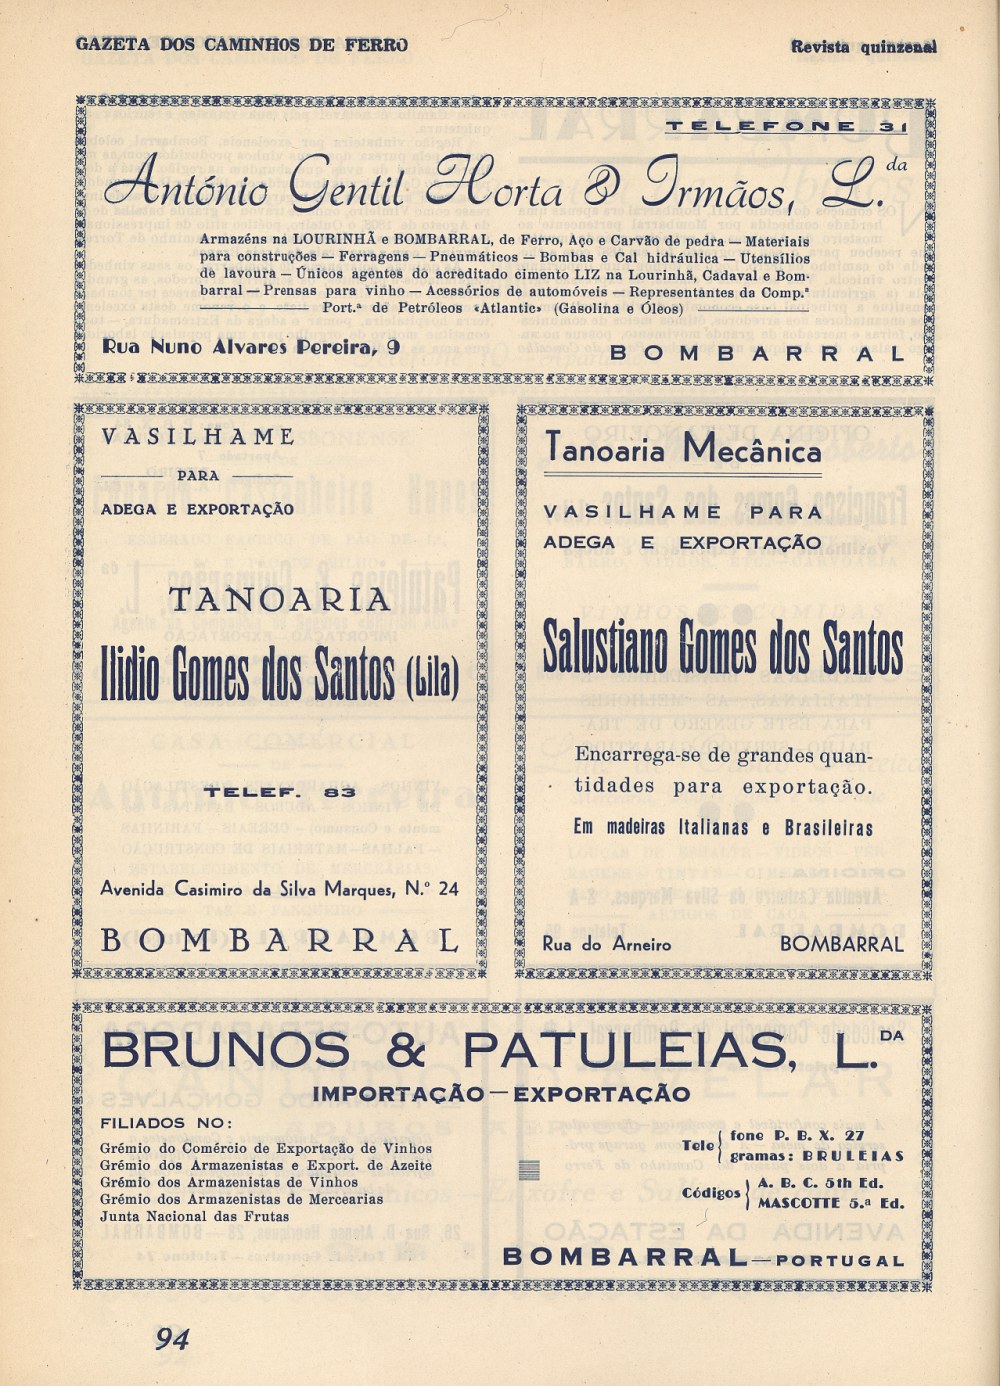 GAZETA DOS CAMINHOS DE FERRO
Revista quinzenal
TELEFONE 31
António Gentil Horta & Irmãos, L.da
Armazéns na LOURINHÃ e BOMBARRAL, de Ferro, Aço e Carvão de pedra — Materiais
para construções — Ferragens — Pneumáticos — Bombas e Cal hidráulica — Utensílios
de lavoura — Únicos agentes do acreditado cimento LIZ na Lourinhã, Cadaval e Bom-
barral — Prensas para vinho — Acessórios de automóveis — Representantes da Comp.ª
Port.ª de Petróleos «Atlantic» (Gasolina e Óleos)
Rua Nuno Alvares Pereira, 9
BOMBARRAL
VASILHAME
PARA
ADEGA E EXPORTAÇÃO
TANOARIA
Ilidio Gomes dos Santos (Lila)
TELEF. 85
Avenida Casimiro da Silva Marques, N.º 24
BOMBARRAL
Tanoaria Mecânica
VASILHAME PARA
ADEGA E EXPORTAÇÃO
Salustiano Gomes dos Santos
Encarrega-se de grandes quan-
tidades para exportação.
Em madeiras Italianas e Brasileiras
Rua do Arneiro
BOMBARRAL
BRUNOS & PATULEIAS, L.DA
IMPORTAÇÃO — EXPORTAÇÃO
FILIADOS NO:
Grémio do Comércio de Exportação de Vinhos
Grémio dos Armazenistas e Export. de Azeite
Grémio dos Armazenistas de Vinhos
Grémio dos Armazenistas de Mercearias
Junta Nacional das Frutas
Tele { fone P. B. X. 27
gramas: BRULEIAS
Códigos } A. B. C. 5th Ed.
MASCOTTE 5.ª Ed.
BOMBARRAL — PORTUGAL
94